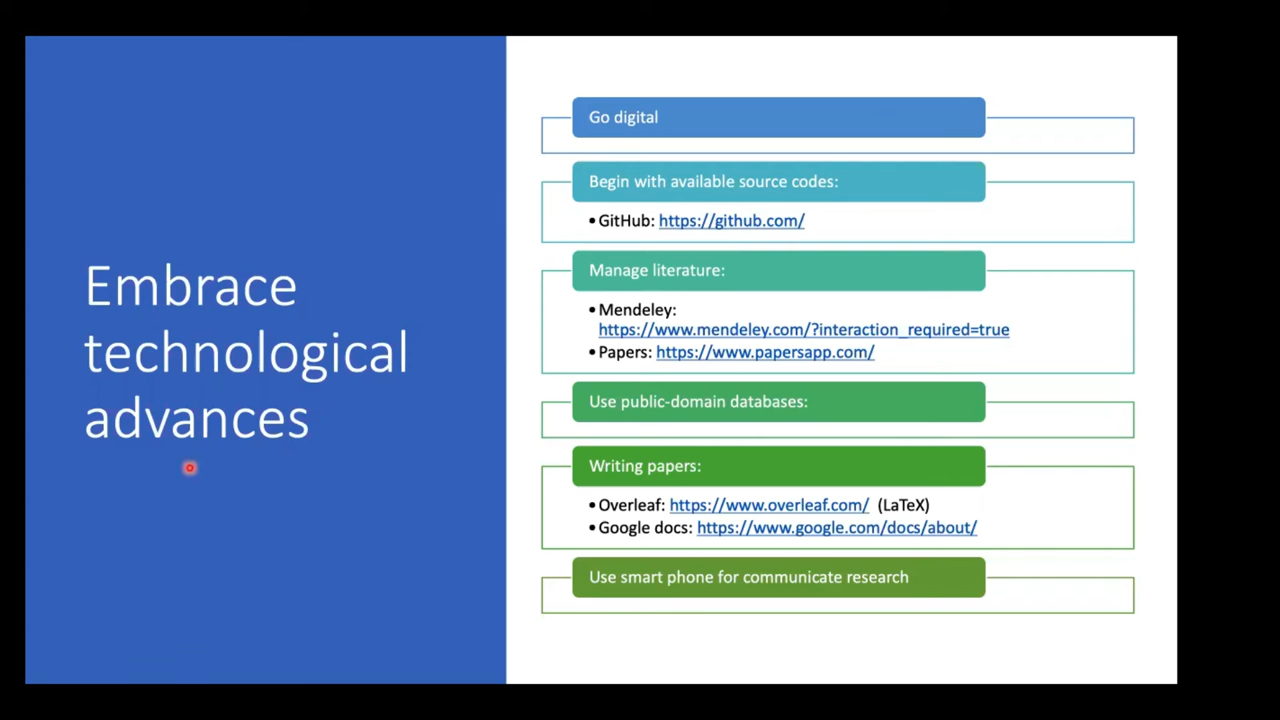 Embrace
technological
advances
Go digital
Begin with available source codes:
•GitHub: https://github.com/
Manage literature:
•Mendeley:
https://www.mendeley.com/?interaction_required=true
•Papers: https://www.papersapp.com/
Use public-domain databases:
Writing papers:
•Overleaf: https://www.overleaf.com/ (LaTeX)
•Google docs: https://www.google.com/docs/about/
Use smart phone for communicate research